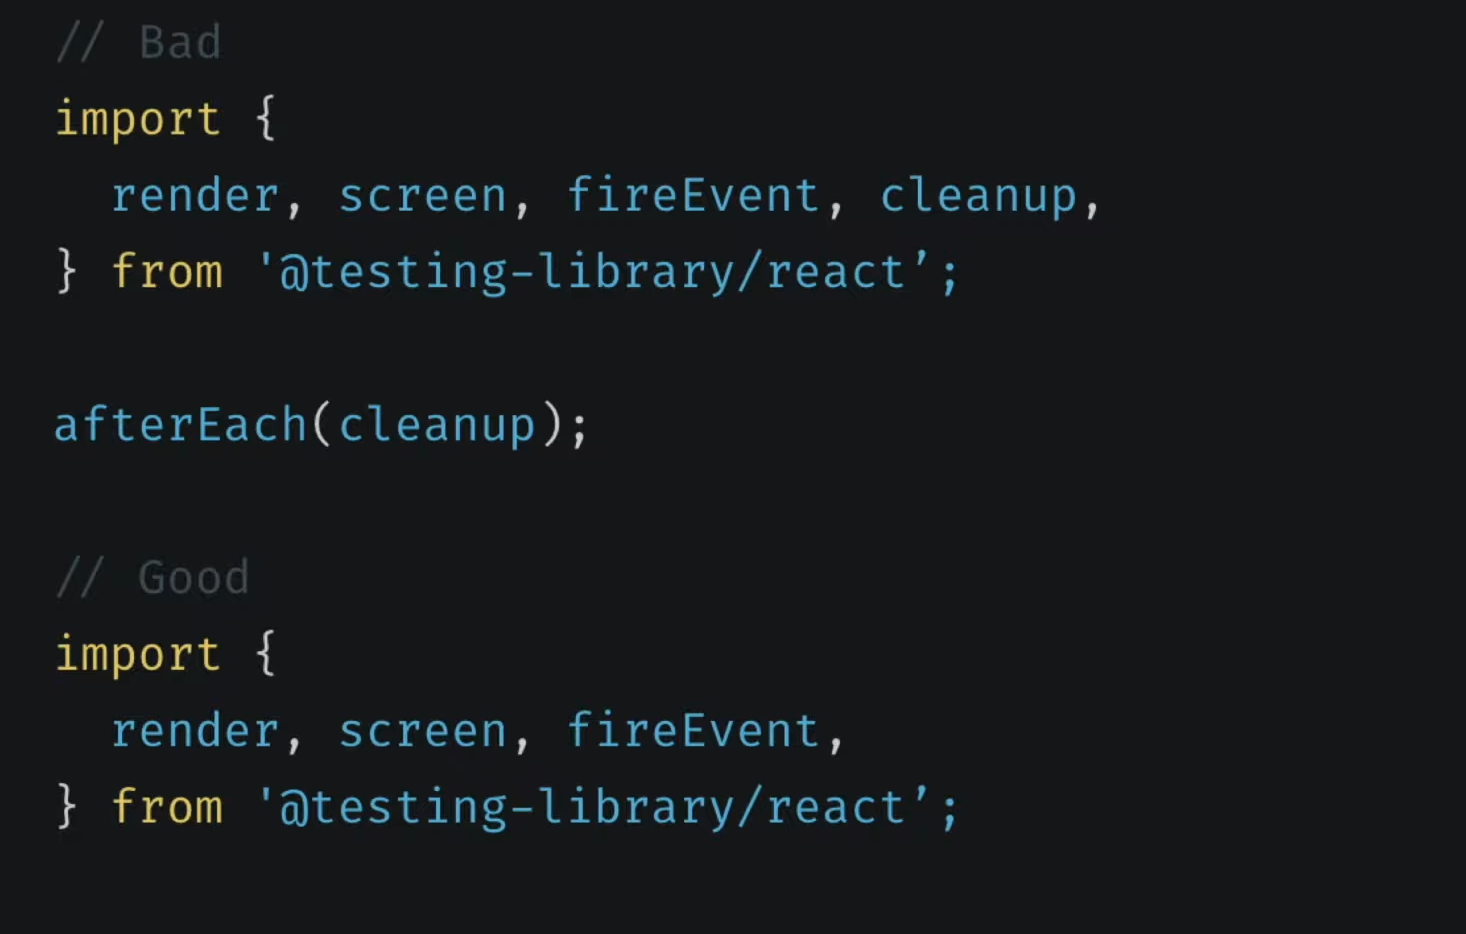 // Bad
import {
  render, screen, fireEvent, cleanup,
} from '@testing-library/react’;
afterEach(cleanup);
// Good
import {
  render, screen, fireEvent,
} from '@testing-library/react’;